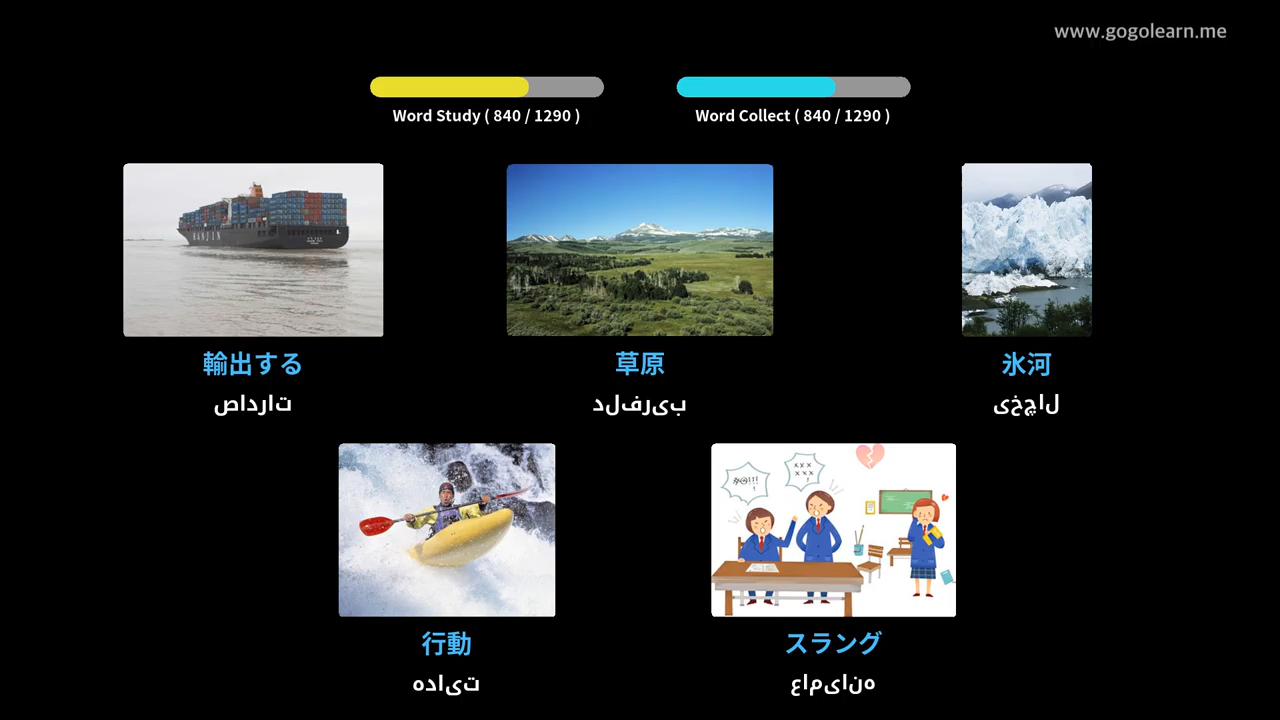 www.gogolearn.me
Word Study ( 840 / 1290 )
Word Collect ( 840 / 1290 )
HANJIN
輸出する
草原
氷河
صادرات
دلفریب
یخچال
行動
スラング
هدایت
عامیانه